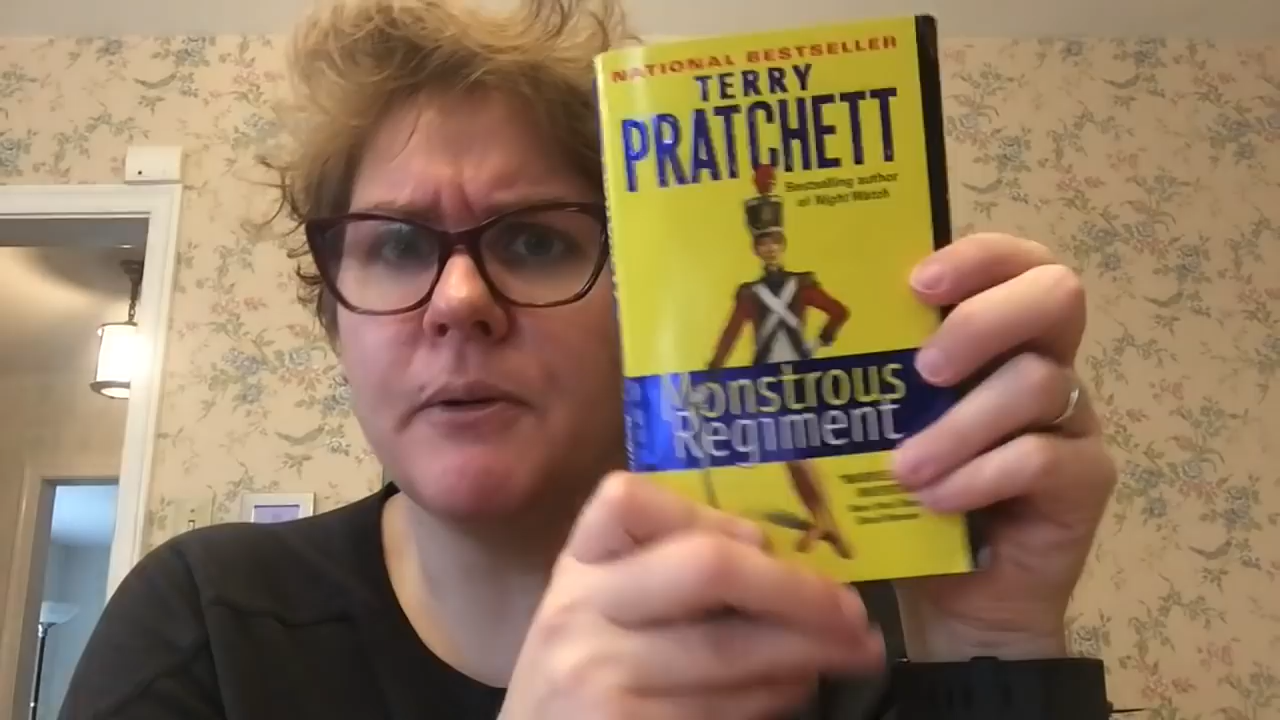 NATIONAL BESTSELLER
TERRY
PRATCHETT
Bestselling author
of Night Watch
Monstrous
Regiment